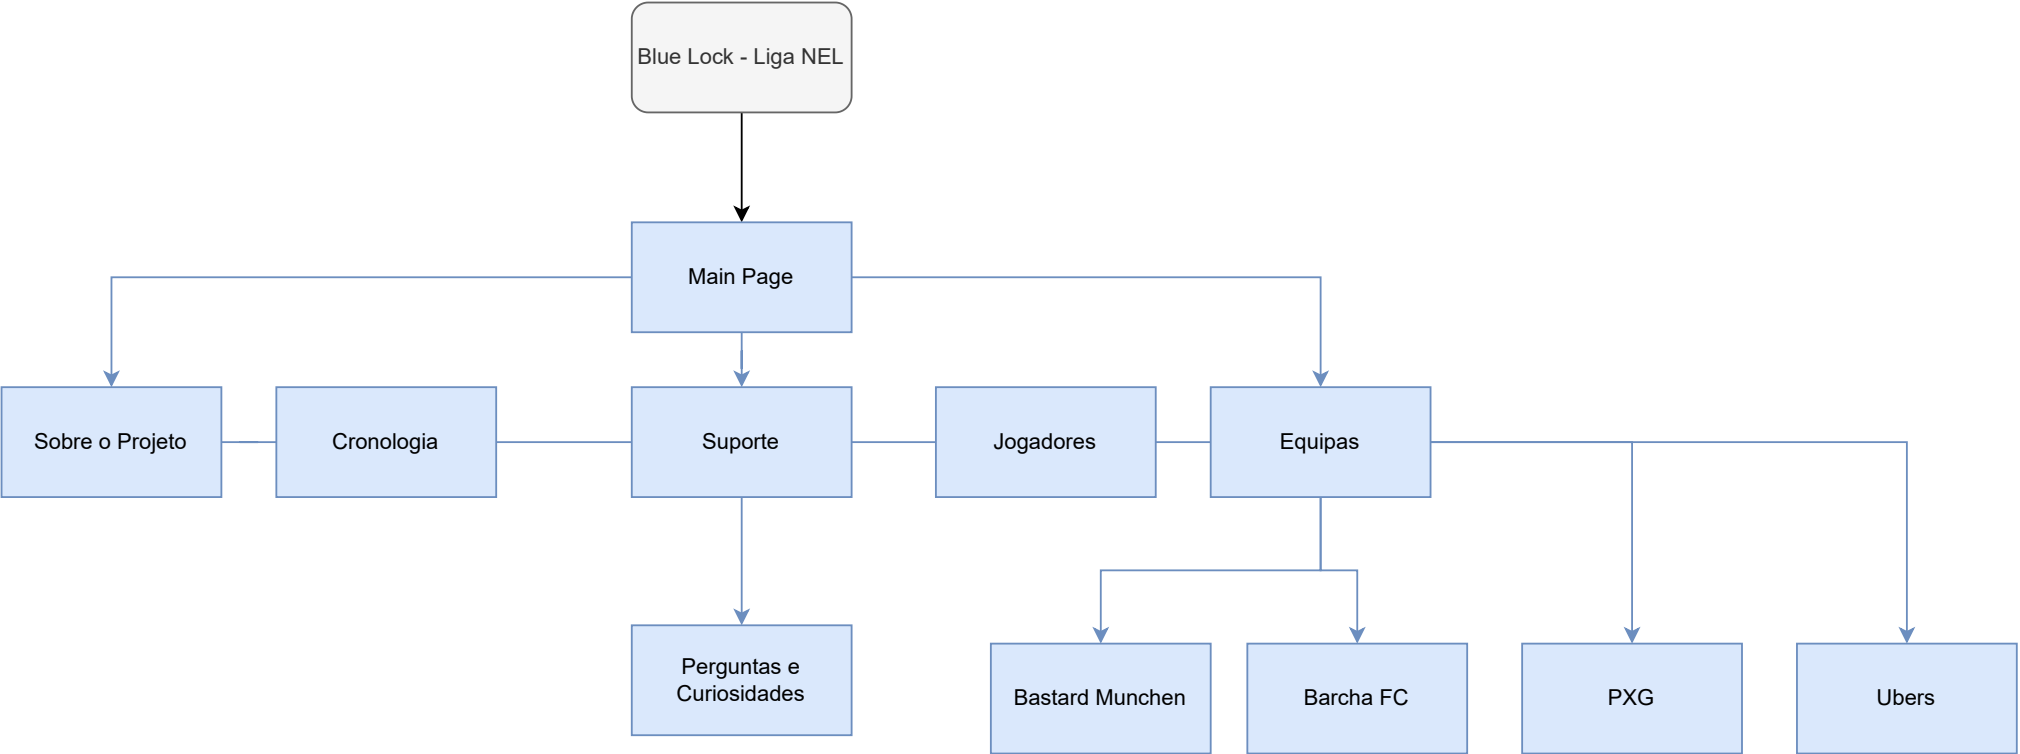 Blue Lock - Liga NEL
Main Page
Sobre o Projeto
Cronologia
Suporte
Jogadores
Equipas
Perguntas e
Curiosidades
Bastard Munchen
Barcha FC
PXG
Ubers